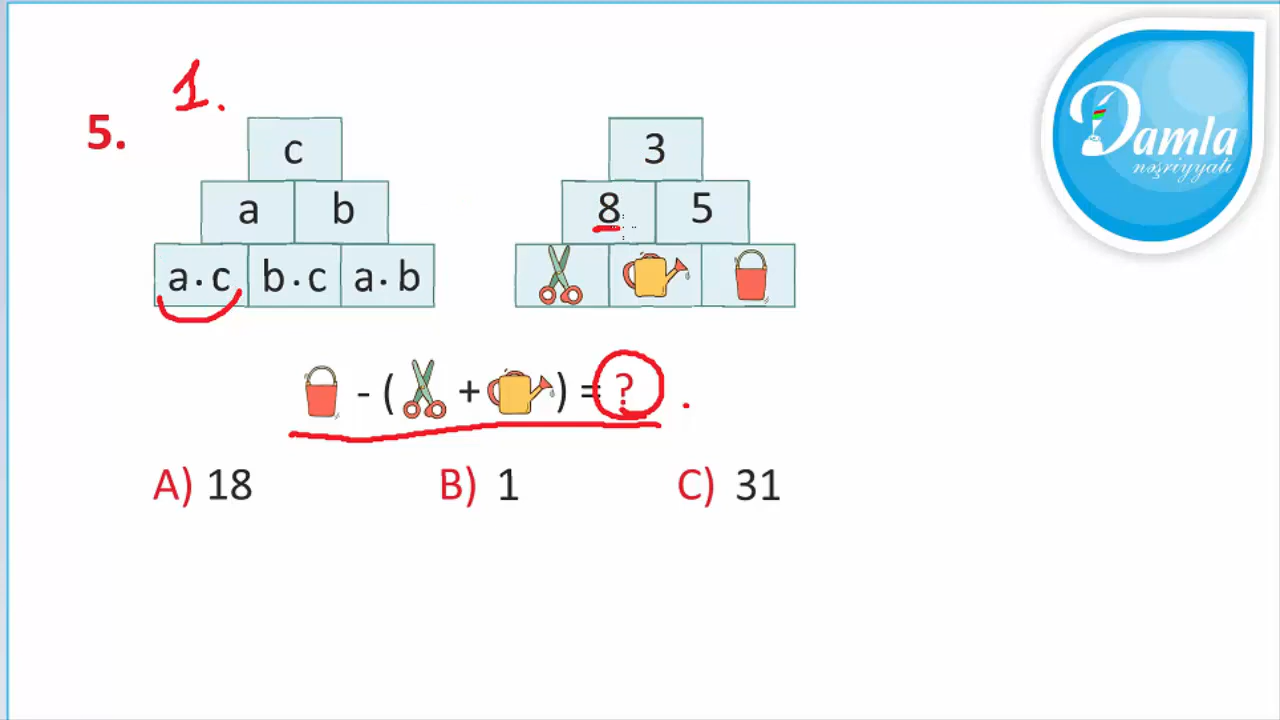 1.
5.
c
a b
a·c b·c a·b
3
8 5
- ( + ) = ? .
A) 18 B) 1 C) 31
Damla
nəşriyyatı